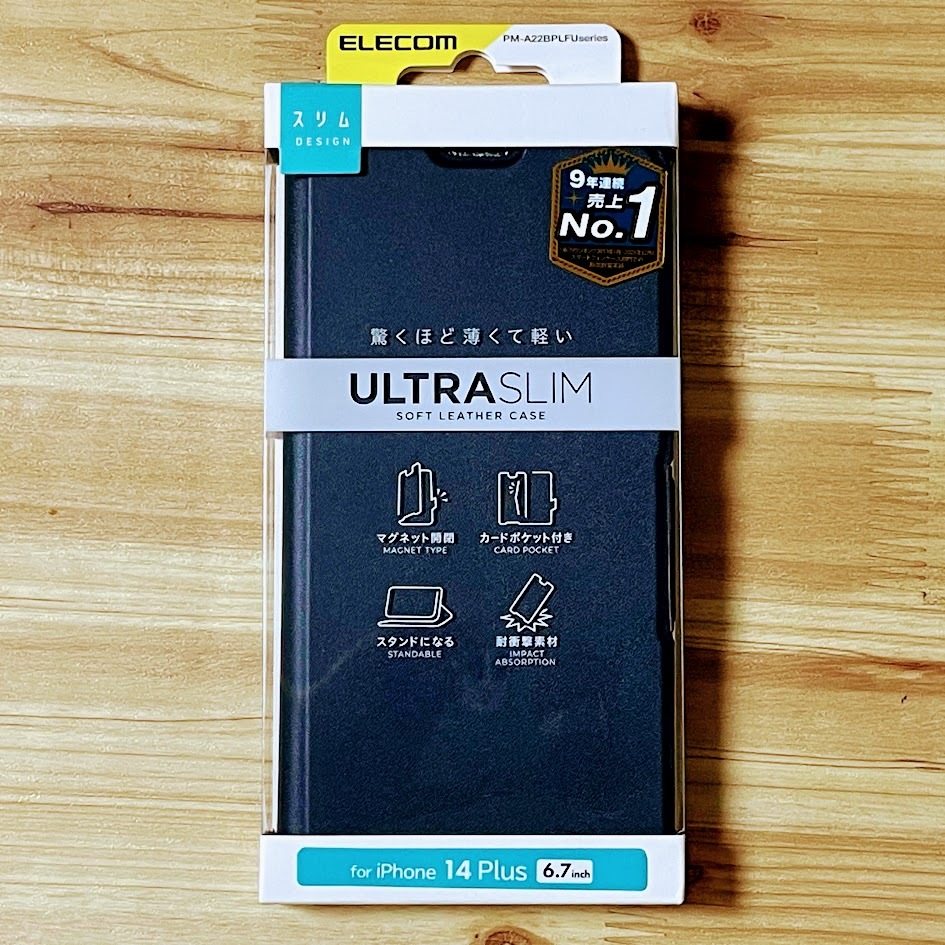 ELECOM
PM-A22BPLFUseries
スリム
DESIGN
9年連続
売上
No.1
驚くほど薄くて軽い
ULTRASLIM
SOFT LEATHER CASE
マグネット開閉
MAGNET TYPE
カードポケット付き
CARD POCKET
スタンドになる
STANDABLE
耐衝撃素材
IMPACT
ABSORPTION
for iPhone 14 Plus 6.7inch